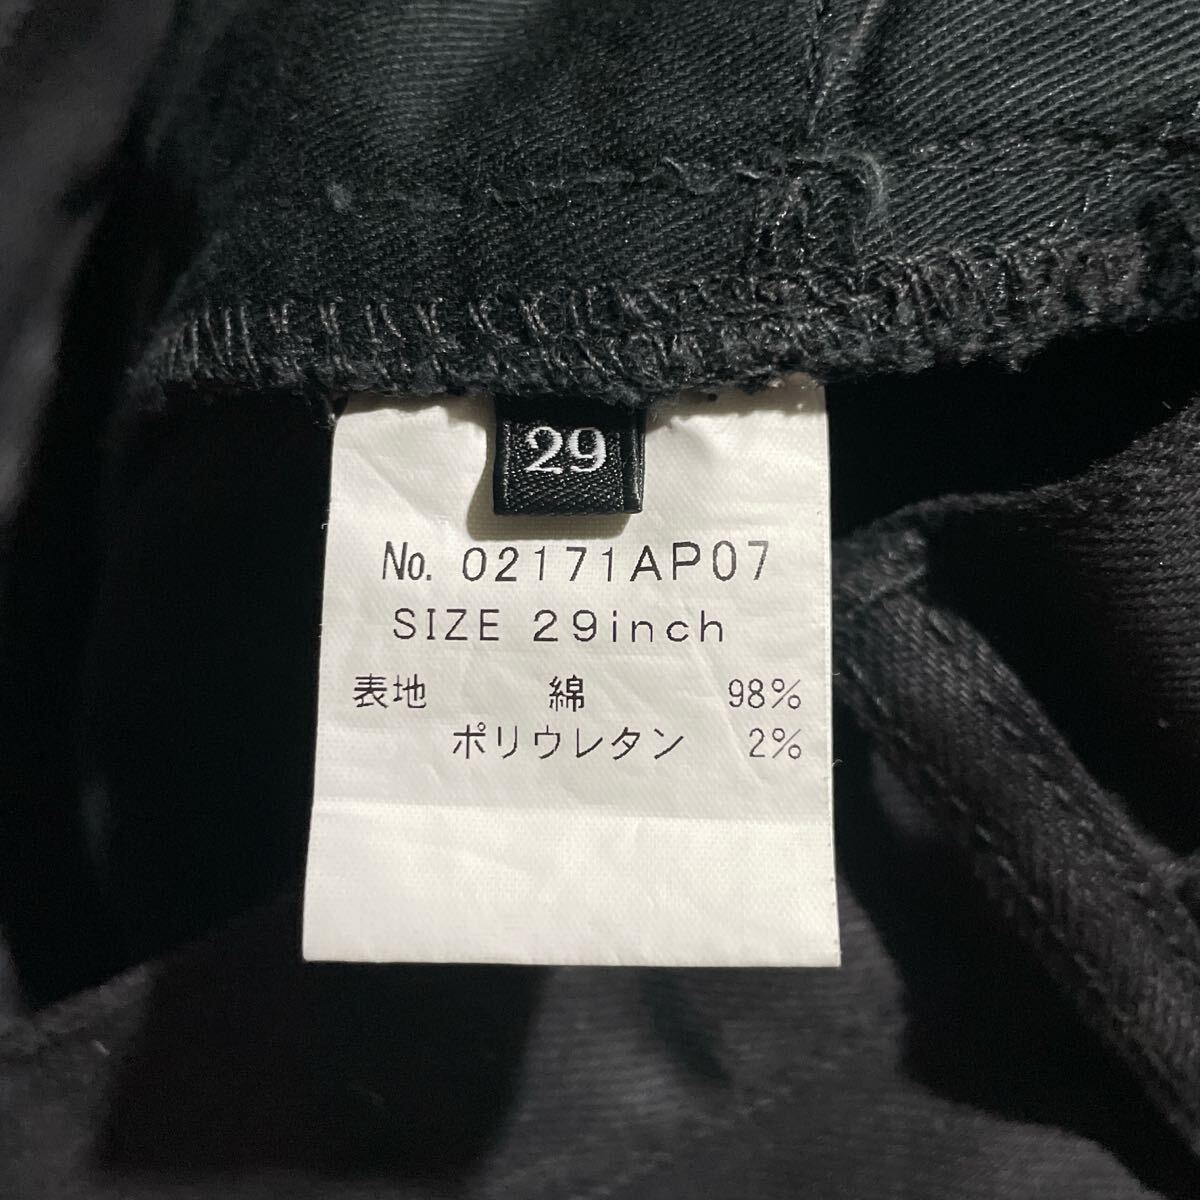 29
No. 02171AP07
SIZE 29inch
表地 綿 98%
ポリウレタン 2%